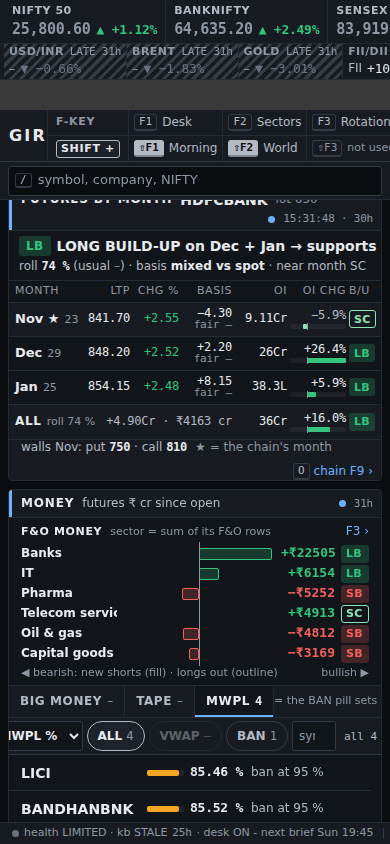 NIFTY 50 BANKNIFTY SENSEX
25,800.60 ▲ +1.12% 64,635.20 ▲ +2.49% 83,919
USD/INR LATE 31h BRENT LATE 31h GOLD LATE 31h FII/DII
– ▼ −0.66% – ▼ −1.83% – ▼ −3.01% FII +10
GIR F-KEY F1 Desk F2 Sectors F3 Rotation
SHIFT + ⇧F1 Morning ⇧F2 World ⇧F3 not used
/ symbol, company, NIFTY
FUTURES BY MONTH HDFCBANK lot 650
15:31:48 · 30h
LB LONG BUILD-UP on Dec + Jan → supports
roll 74 % (usual –) · basis mixed vs spot · near month SC
MONTH LTP CHG % BASIS OI OI CHG B/U
Nov ★ 23 841.70 +2.55 −4.30 9.11Cr −5.9% SC
fair –
Dec 29 848.20 +2.52 +2.20 26Cr +26.4% LB
fair –
Jan 25 854.15 +2.48 +8.15 38.3L +5.9% LB
fair –
ALL roll 74 % +4.90Cr · ₹4163 cr 36Cr +16.0% LB
walls Nov: put 750 · call 810 ★ = the chain's month
O chain F9 ›
MONEY futures ₹ cr since open 31h
F&O MONEY sector = sum of its F&O rows F3 ›
Banks +₹22505 LB
IT +₹6154 LB
Pharma −₹5252 SB
Telecom servic +₹4913 SC
Oil & gas −₹4812 SB
Capital goods −₹3169 SB
◀ bearish: new shorts (fill) · longs out (outline) bullish ▶
BIG MONEY – TAPE – MWPL 4 = the BAN pill sets
MWPL % ALL 4 VWAP – BAN 1 syr all 4
LICI 85.46 % ban at 95 %
BANDHANBNK 85.52 % ban at 95 %
health LIMITED · kb STALE 25h · desk ON - next brief Sun 19:45